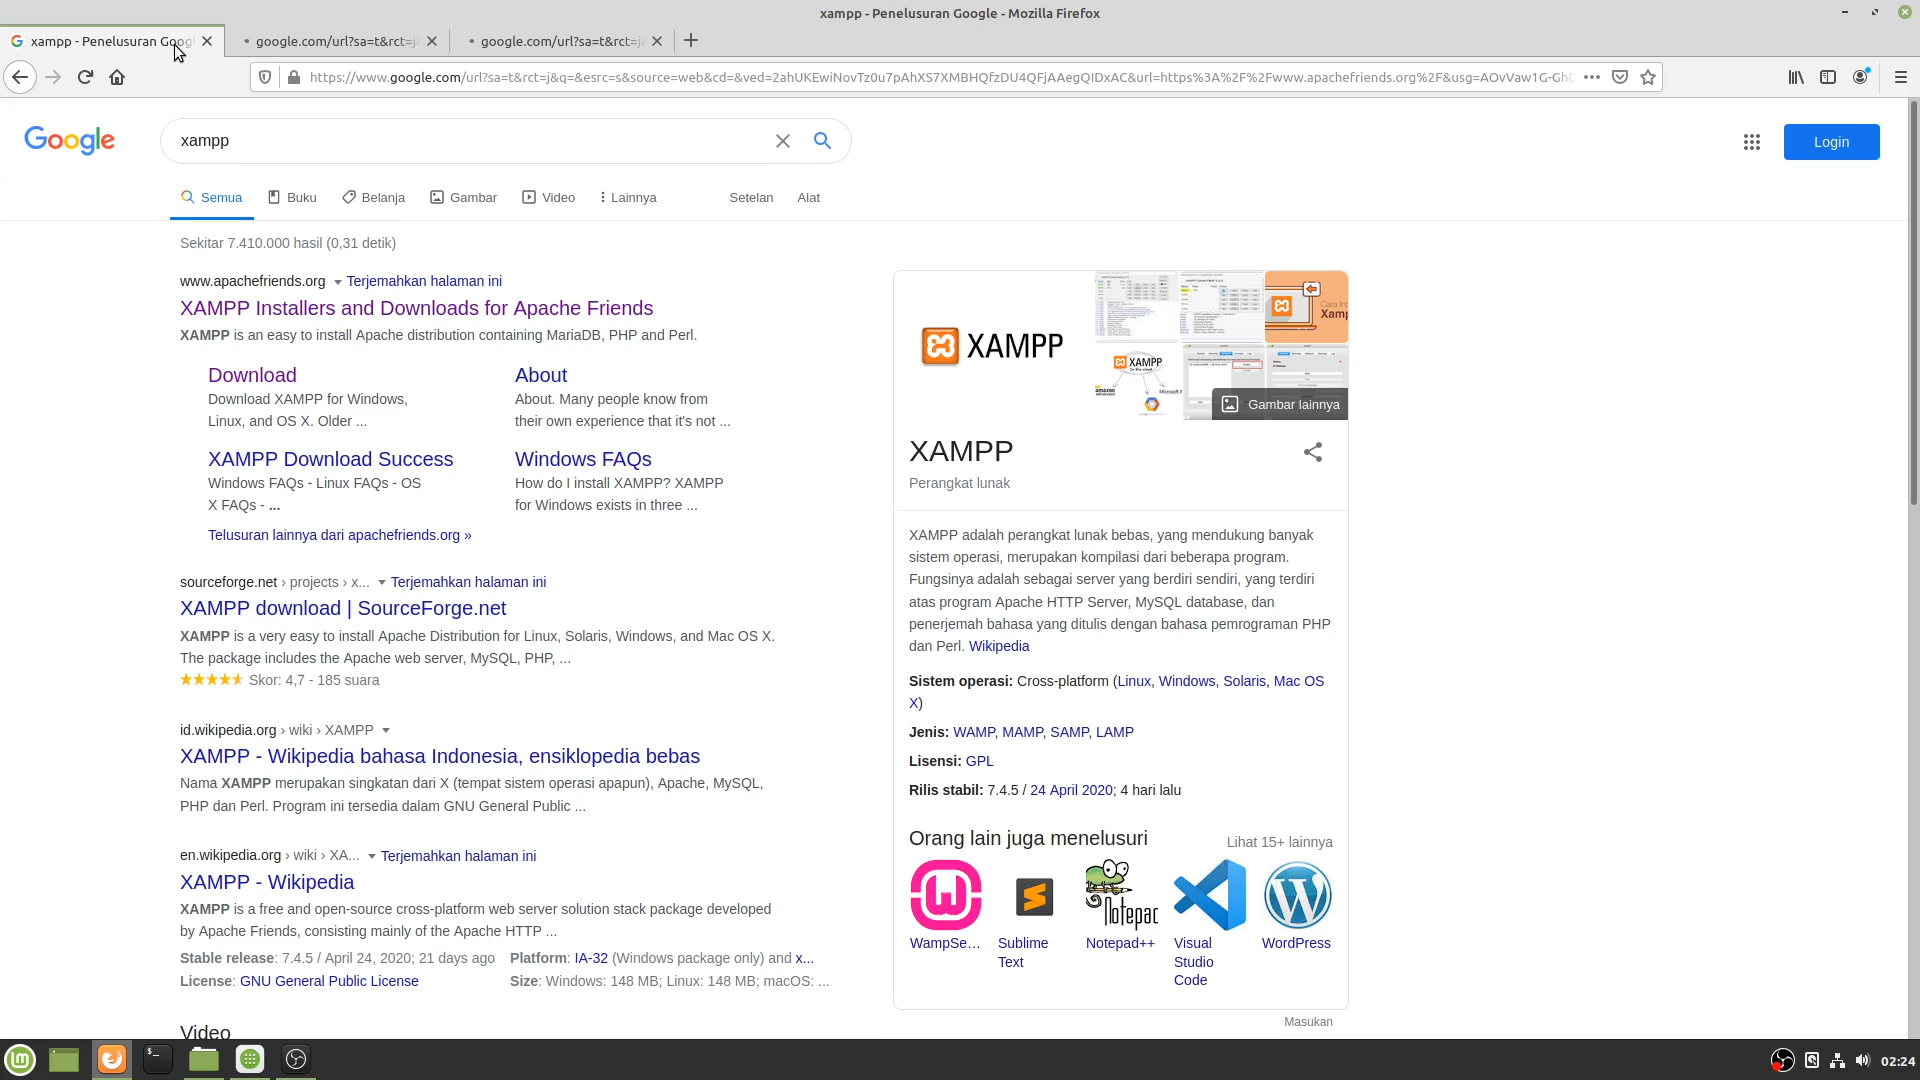 xampp - Penelusuran Google - Mozilla Firefox
xampp - Penelusuran Goog
google.com/url?sa=t&rct=j&
google.com/url?sa=t&rct=j&
https://www.google.com/url?sa=t&rct=j&q=&esrc=s&source=web&cd=&ved=2ahUKEwiNovTz0u7pAhXS7XMBHQfzDU4QFjAAegQIDxAC&url=https%3A%2F%2Fwww.apachefriends.org%2F&usg=AOvVaw1G-GhD
Google
xampp
Login
Semua
Buku
Belanja
Gambar
Video
Lainnya
Setelan
Alat
Sekitar 7.410.000 hasil (0,31 detik)
www.apachefriends.org Terjemahkan halaman ini
XAMPP Installers and Downloads for Apache Friends
XAMPP is an easy to install Apache distribution containing MariaDB, PHP and Perl.
Download
Download XAMPP for Windows,
Linux, and OS X. Older ...
About
About. Many people know from
their own experience that it's not ...
XAMPP Download Success
Windows FAQs - Linux FAQs - OS
X FAQs - ...
Windows FAQs
How do I install XAMPP? XAMPP
for Windows exists in three ...
Telusuran lainnya dari apachefriends.org »
sourceforge.net › projects › x... Terjemahkan halaman ini
XAMPP download | SourceForge.net
XAMPP is a very easy to install Apache Distribution for Linux, Solaris, Windows, and Mac OS X.
The package includes the Apache web server, MySQL, PHP, ...
Skor: 4,7 - 185 suara
id.wikipedia.org › wiki › XAMPP
XAMPP - Wikipedia bahasa Indonesia, ensiklopedia bebas
Nama XAMPP merupakan singkatan dari X (tempat sistem operasi apapun), Apache, MySQL,
PHP dan Perl. Program ini tersedia dalam GNU General Public ...
en.wikipedia.org › wiki › XA... Terjemahkan halaman ini
XAMPP - Wikipedia
XAMPP is a free and open-source cross-platform web server solution stack package developed
by Apache Friends, consisting mainly of the Apache HTTP ...
Stable release: 7.4.5 / April 24, 2020; 21 days ago
Platform: IA-32 (Windows package only) and x...
License: GNU General Public License
Size: Windows: 148 MB; Linux: 148 MB; macOS: ...
Video
XAMPP
Cara Ins
Xamp
XAMPP
in the cloud
amazon
Microsoft
Gambar lainnya
XAMPP
Perangkat lunak
XAMPP adalah perangkat lunak bebas, yang mendukung banyak
sistem operasi, merupakan kompilasi dari beberapa program.
Fungsinya adalah sebagai server yang berdiri sendiri, yang terdiri
atas program Apache HTTP Server, MySQL database, dan
penerjemah bahasa yang ditulis dengan bahasa pemrograman PHP
dan Perl. Wikipedia
Sistem operasi: Cross-platform (Linux, Windows, Solaris, Mac OS
X)
Jenis: WAMP, MAMP, SAMP, LAMP
Lisensi: GPL
Rilis stabil: 7.4.5 / 24 April 2020; 4 hari lalu
Orang lain juga menelusuri
Lihat 15+ lainnya
Notepad
WampSe...
Sublime
Text
Notepad++
Visual
Studio
Code
WordPress
Masukan
02:24